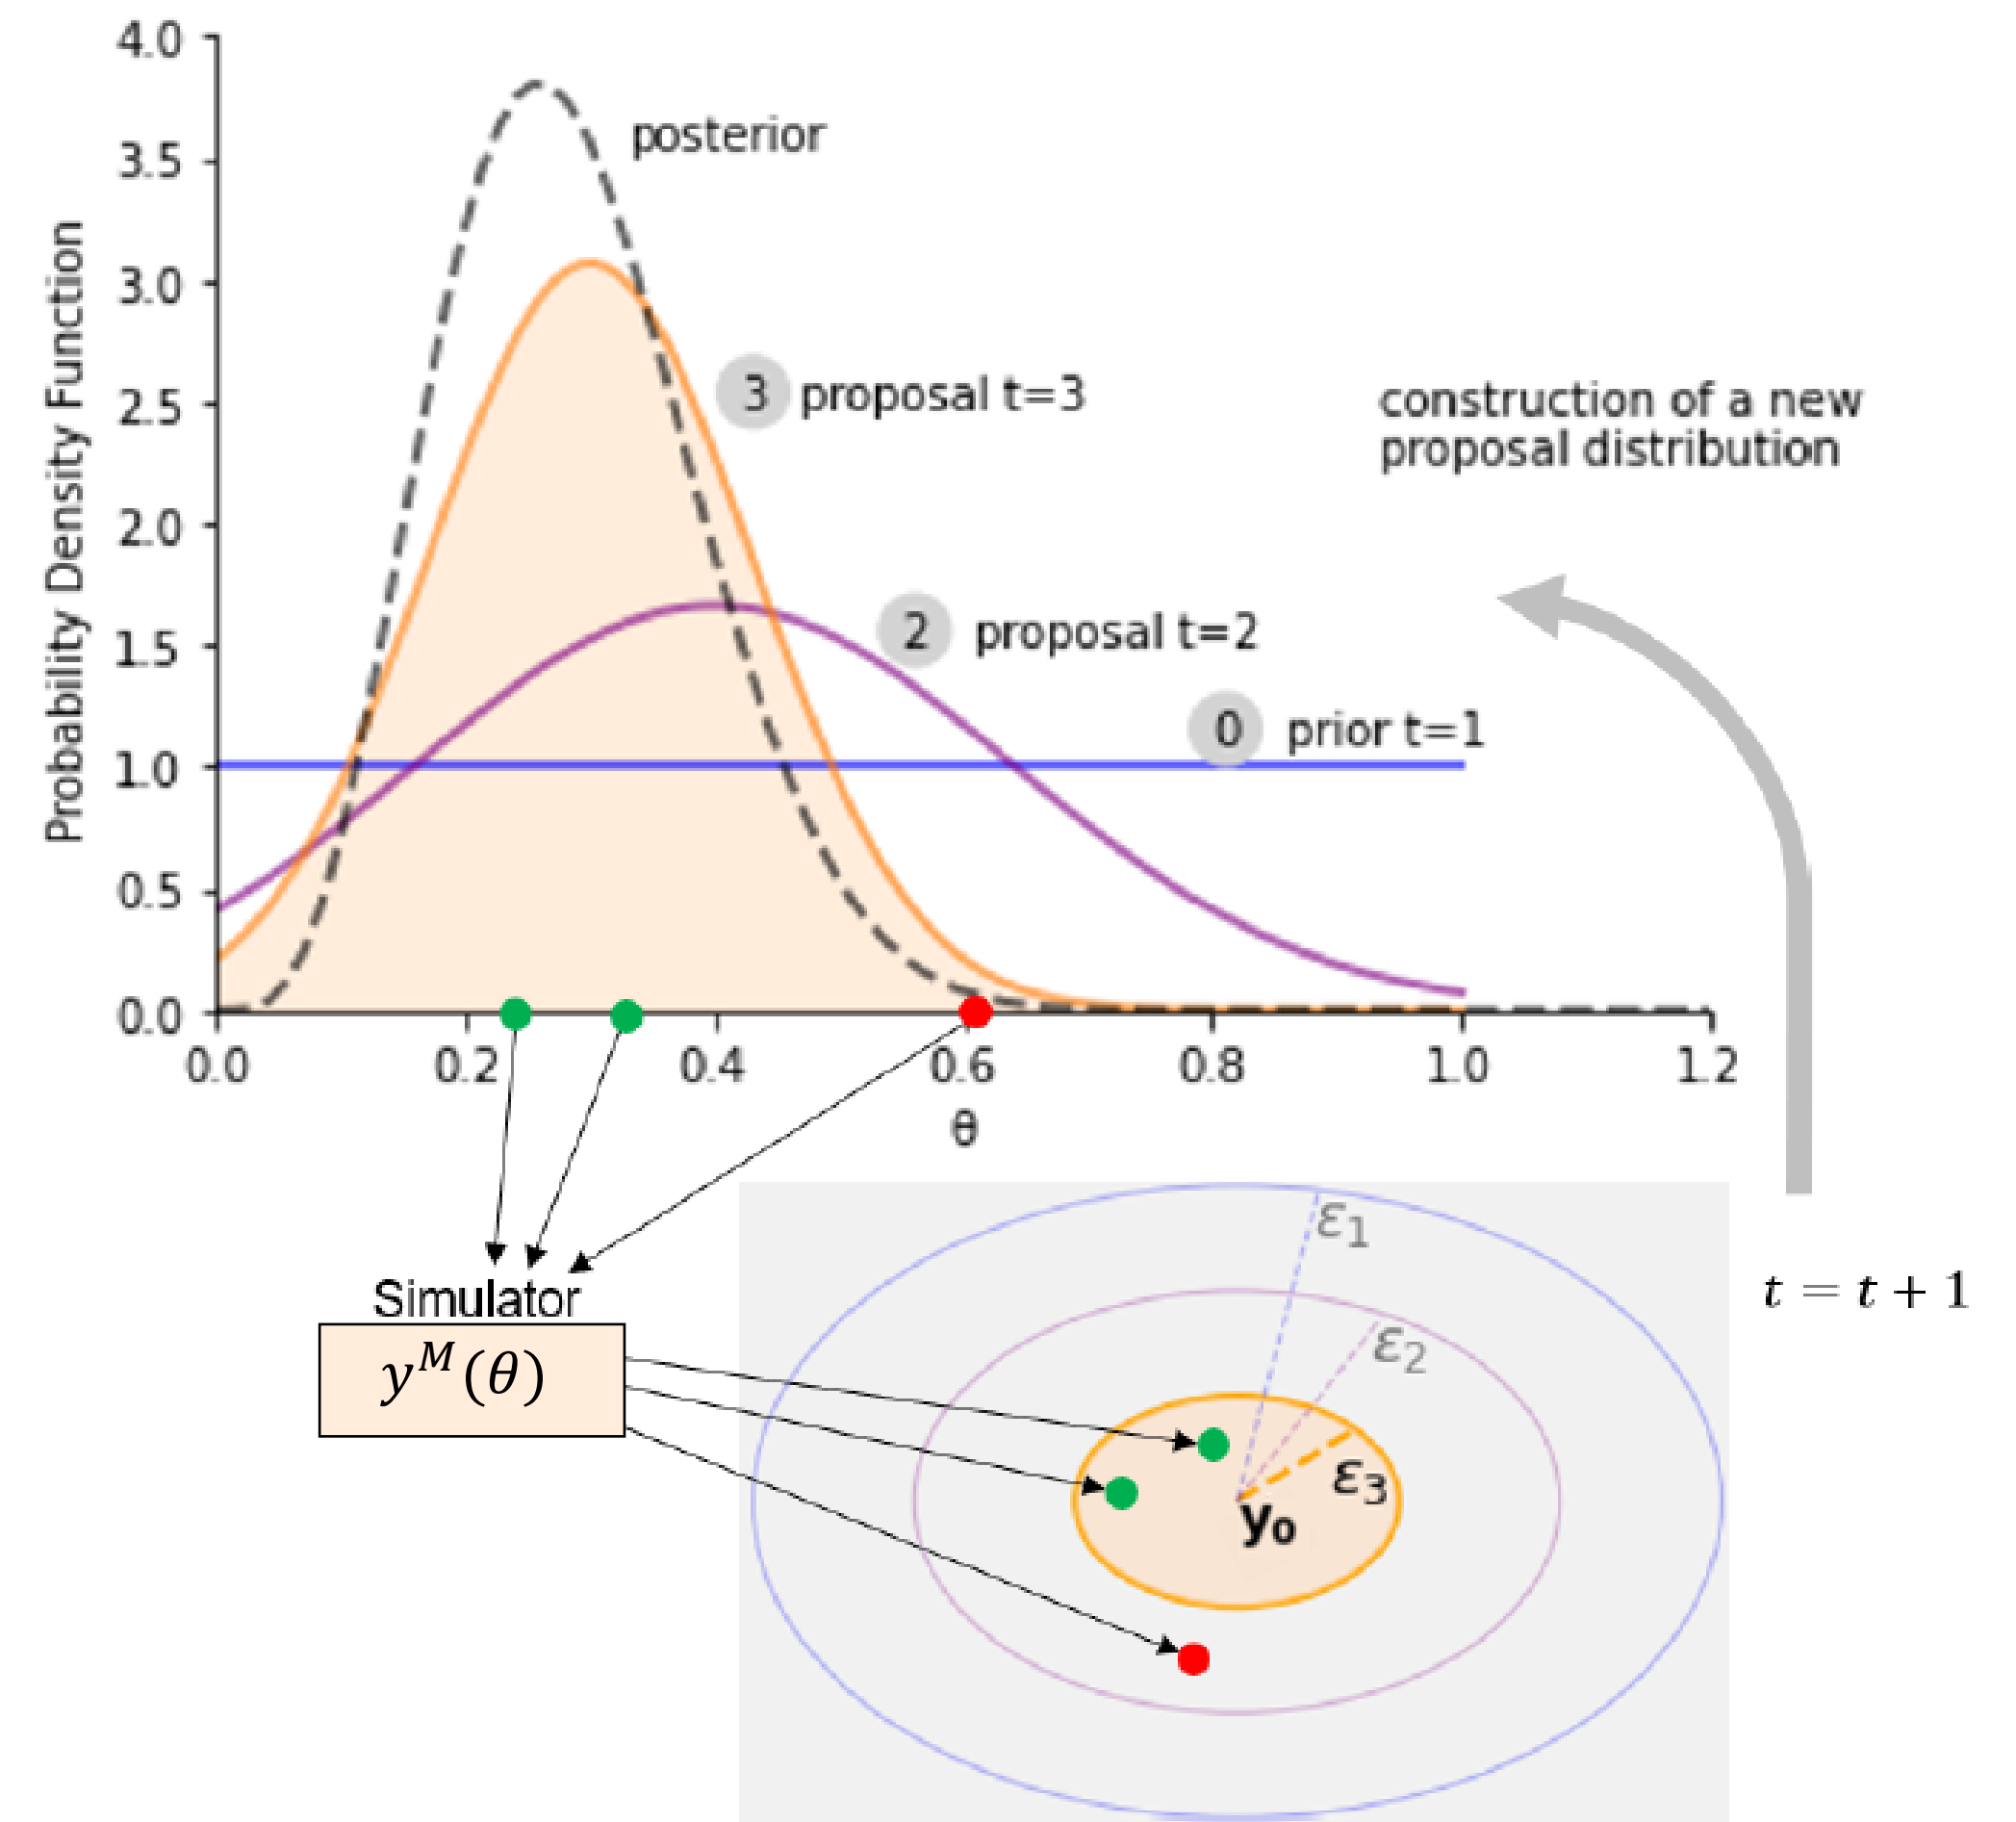 Probability Density Function
4.0
3.5
3.0
2.5
2.0
1.5
1.0
0.5
0.0
posterior
3 proposal t=3
construction of a new
proposal distribution
2 proposal t=2
0 prior t=1
0.0 0.2 0.4 0.6 0.8 1.0 1.2
θ
Simulator
y^M(θ)
ε₁
ε₂
ε₃
y₀
t = t + 1